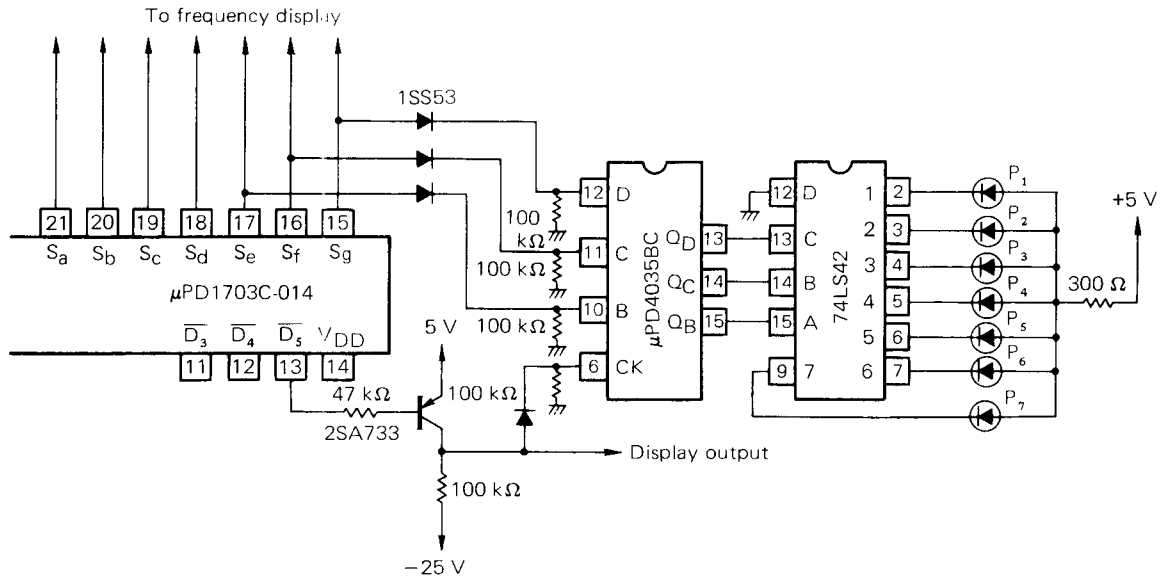 To frequency display
1SS53
21 20 19 18 17 16 15
Sa Sb Sc Sd Se Sf Sg
μPD1703C-014
D̅3̅ D̅4̅ D̅5̅ VDD
11 12 13 14
47 kΩ
2SA733
5 V
100 kΩ
100 kΩ
−25 V
Display output
100
kΩ
100 kΩ
100 kΩ
12 D
11 C
10 B
6 CK
μPD4035BC
QD 13
QC 14
QB 15
12 D
13 C
14 B
15 A
9 7
74LS42
1 2
2 3
3 4
4 5
5 6
6 7
P1
P2
P3
P4
P5
P6
P7
300 Ω
+5 V